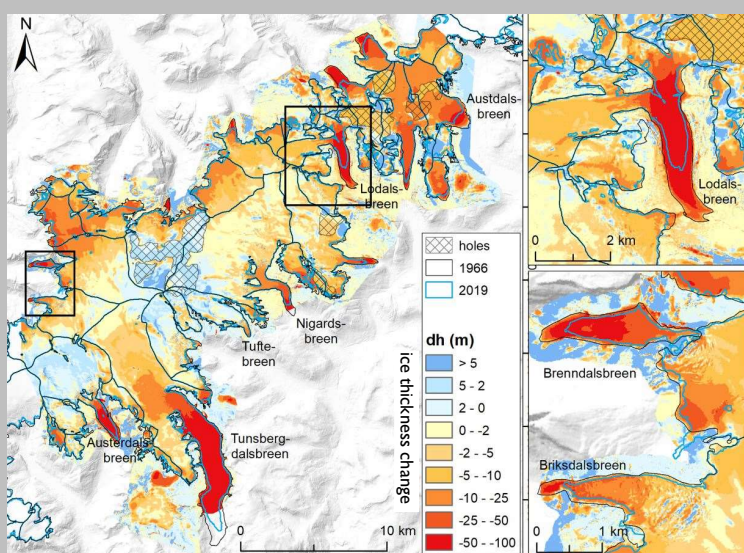 N
Austdals-
breen
Lodals-
breen
Nigards-
breen
Tufte-
breen
Austerdals-
breen
Tunsberg-
dalsbreen
0 10 km
holes
1966
2019
dh (m)
> 5
5 - 2
2 - 0
0 - -2
-2 - -5
-5 - -10
-10 - -25
-25 - -50
-50 - -100
ice thickness change
Lodals-
breen
0 2 km
Brenndalsbreen
Briksdalsbreen
0 1 km